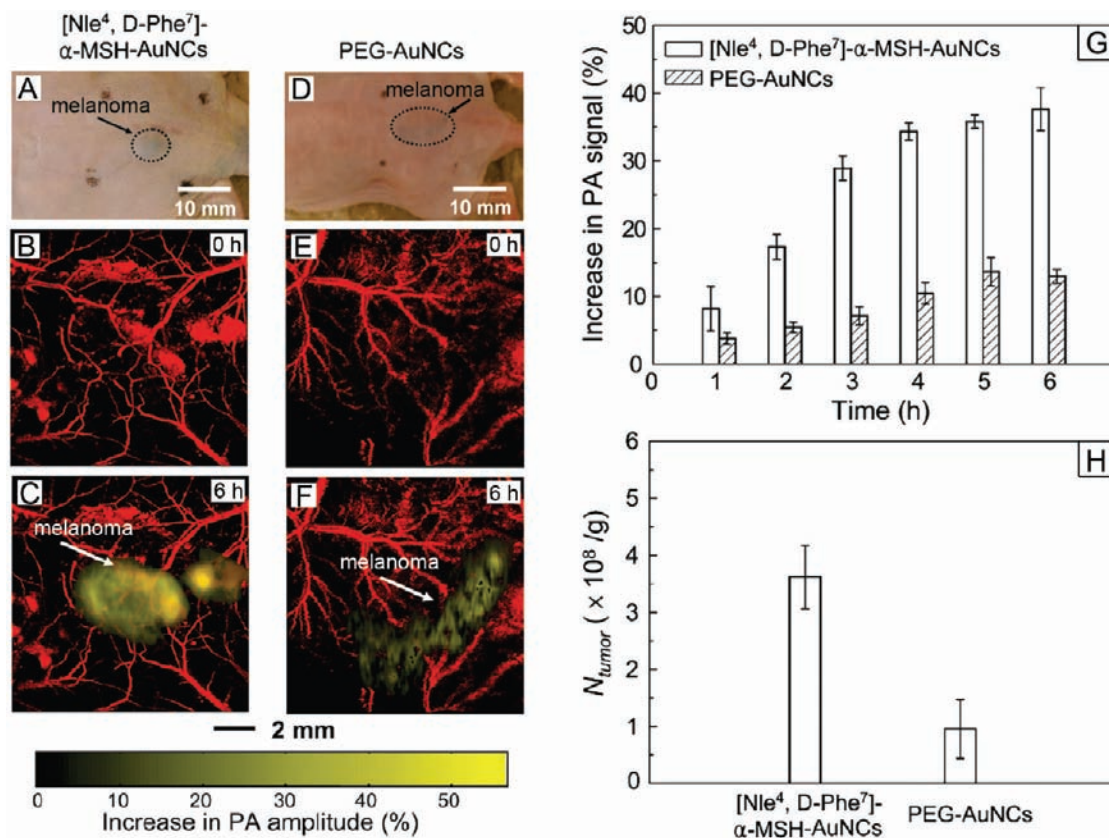 [Nle⁴, D-Phe⁷]-
α-MSH-AuNCs
PEG-AuNCs
A
melanoma
10 mm
D
melanoma
10 mm
B
0 h
E
0 h
C
6 h
melanoma
F
6 h
melanoma
2 mm
0
10
20
30
40
50
Increase in PA amplitude (%)
G
[Nle⁴, D-Phe⁷]-α-MSH-AuNCs
PEG-AuNCs
Increase in PA signal (%)
50
40
30
20
10
0
0
1
2
3
4
5
6
Time (h)
H
N_tumor ( × 10⁸ /g)
6
5
4
3
2
1
0
[Nle⁴, D-Phe⁷]-
α-MSH-AuNCs
PEG-AuNCs